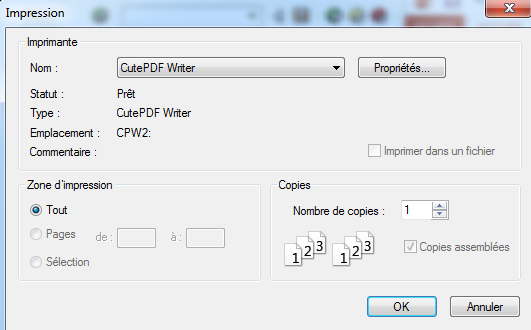 Impression
Imprimante
Nom : CutePDF Writer Propriétés...
Statut : Prêt
Type : CutePDF Writer
Emplacement : CPW2:
Commentaire : Imprimer dans un fichier
Zone d'impression
Tout
Pages de : à :
Sélection
Copies
Nombre de copies : 1
1 2 3 1 2 3 Copies assemblées
OK Annuler